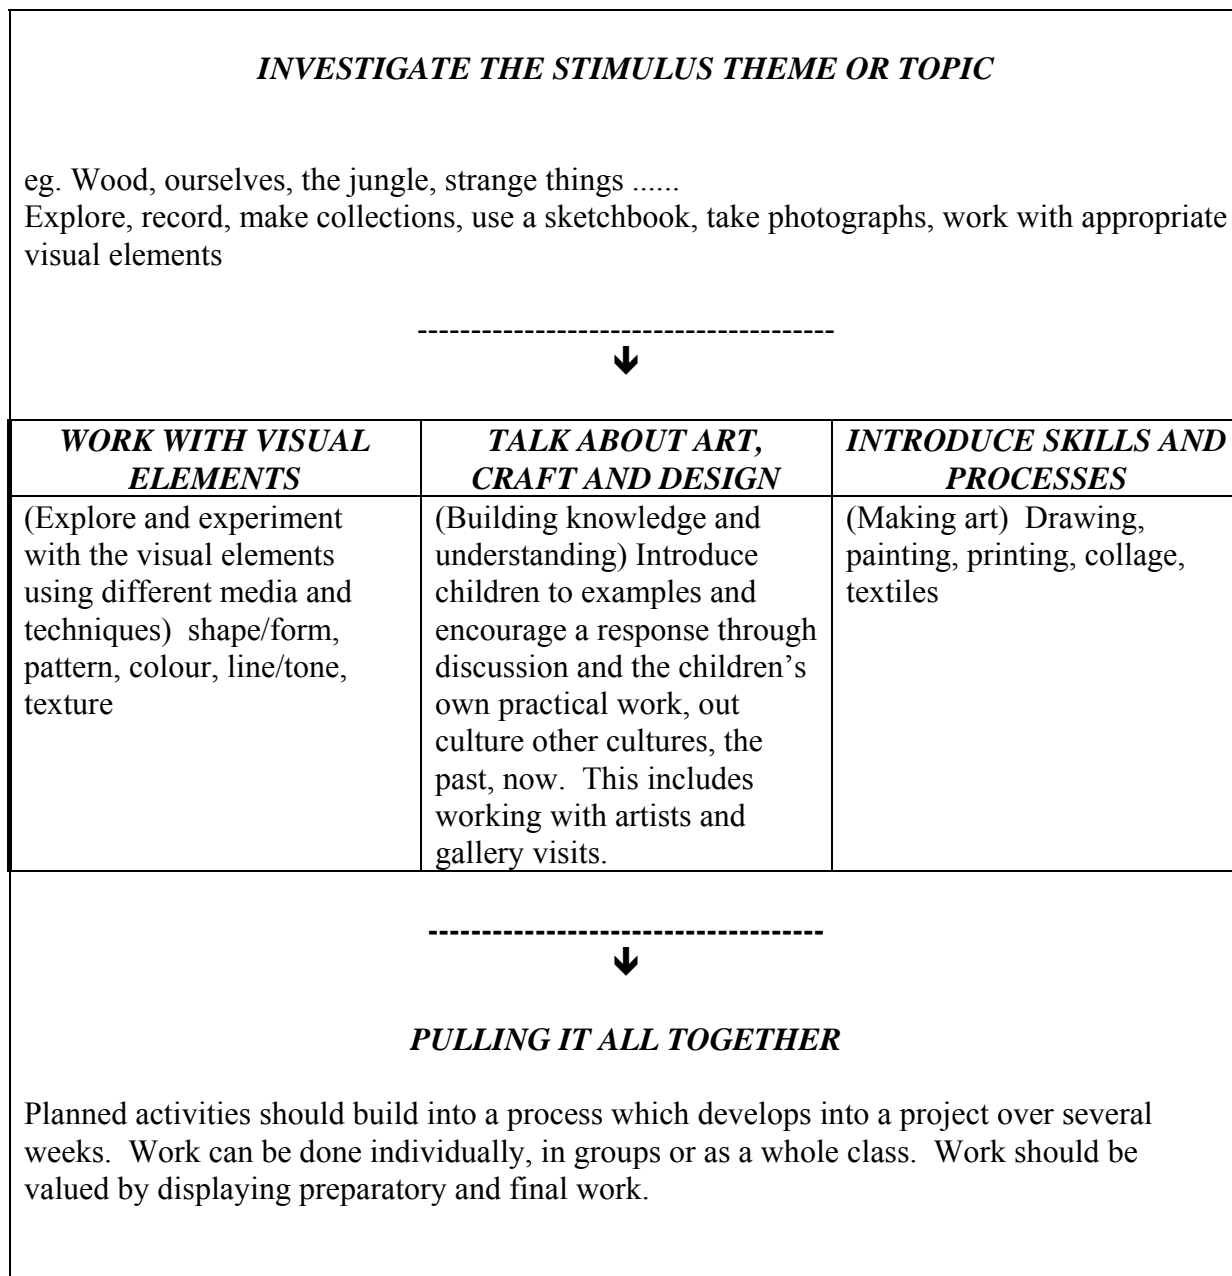 INVESTIGATE THE STIMULUS THEME OR TOPIC
eg. Wood, ourselves, the jungle, strange things ......
Explore, record, make collections, use a sketchbook, take photographs, work with appropriate
visual elements
---------------------------------------
🡻
WORK WITH VISUAL
ELEMENTS
(Explore and experiment
with the visual elements
using different media and
techniques)  shape/form,
pattern, colour, line/tone,
texture
TALK ABOUT ART,
CRAFT AND DESIGN
(Building knowledge and
understanding) Introduce
children to examples and
encourage a response through
discussion and the children’s
own practical work, out
culture other cultures, the
past, now.  This includes
working with artists and
gallery visits.
INTRODUCE SKILLS AND
PROCESSES
(Making art)  Drawing,
painting, printing, collage,
textiles
-------------------------------------
🡻
PULLING IT ALL TOGETHER
Planned activities should build into a process which develops into a project over several
weeks.  Work can be done individually, in groups or as a whole class.  Work should be
valued by displaying preparatory and final work.